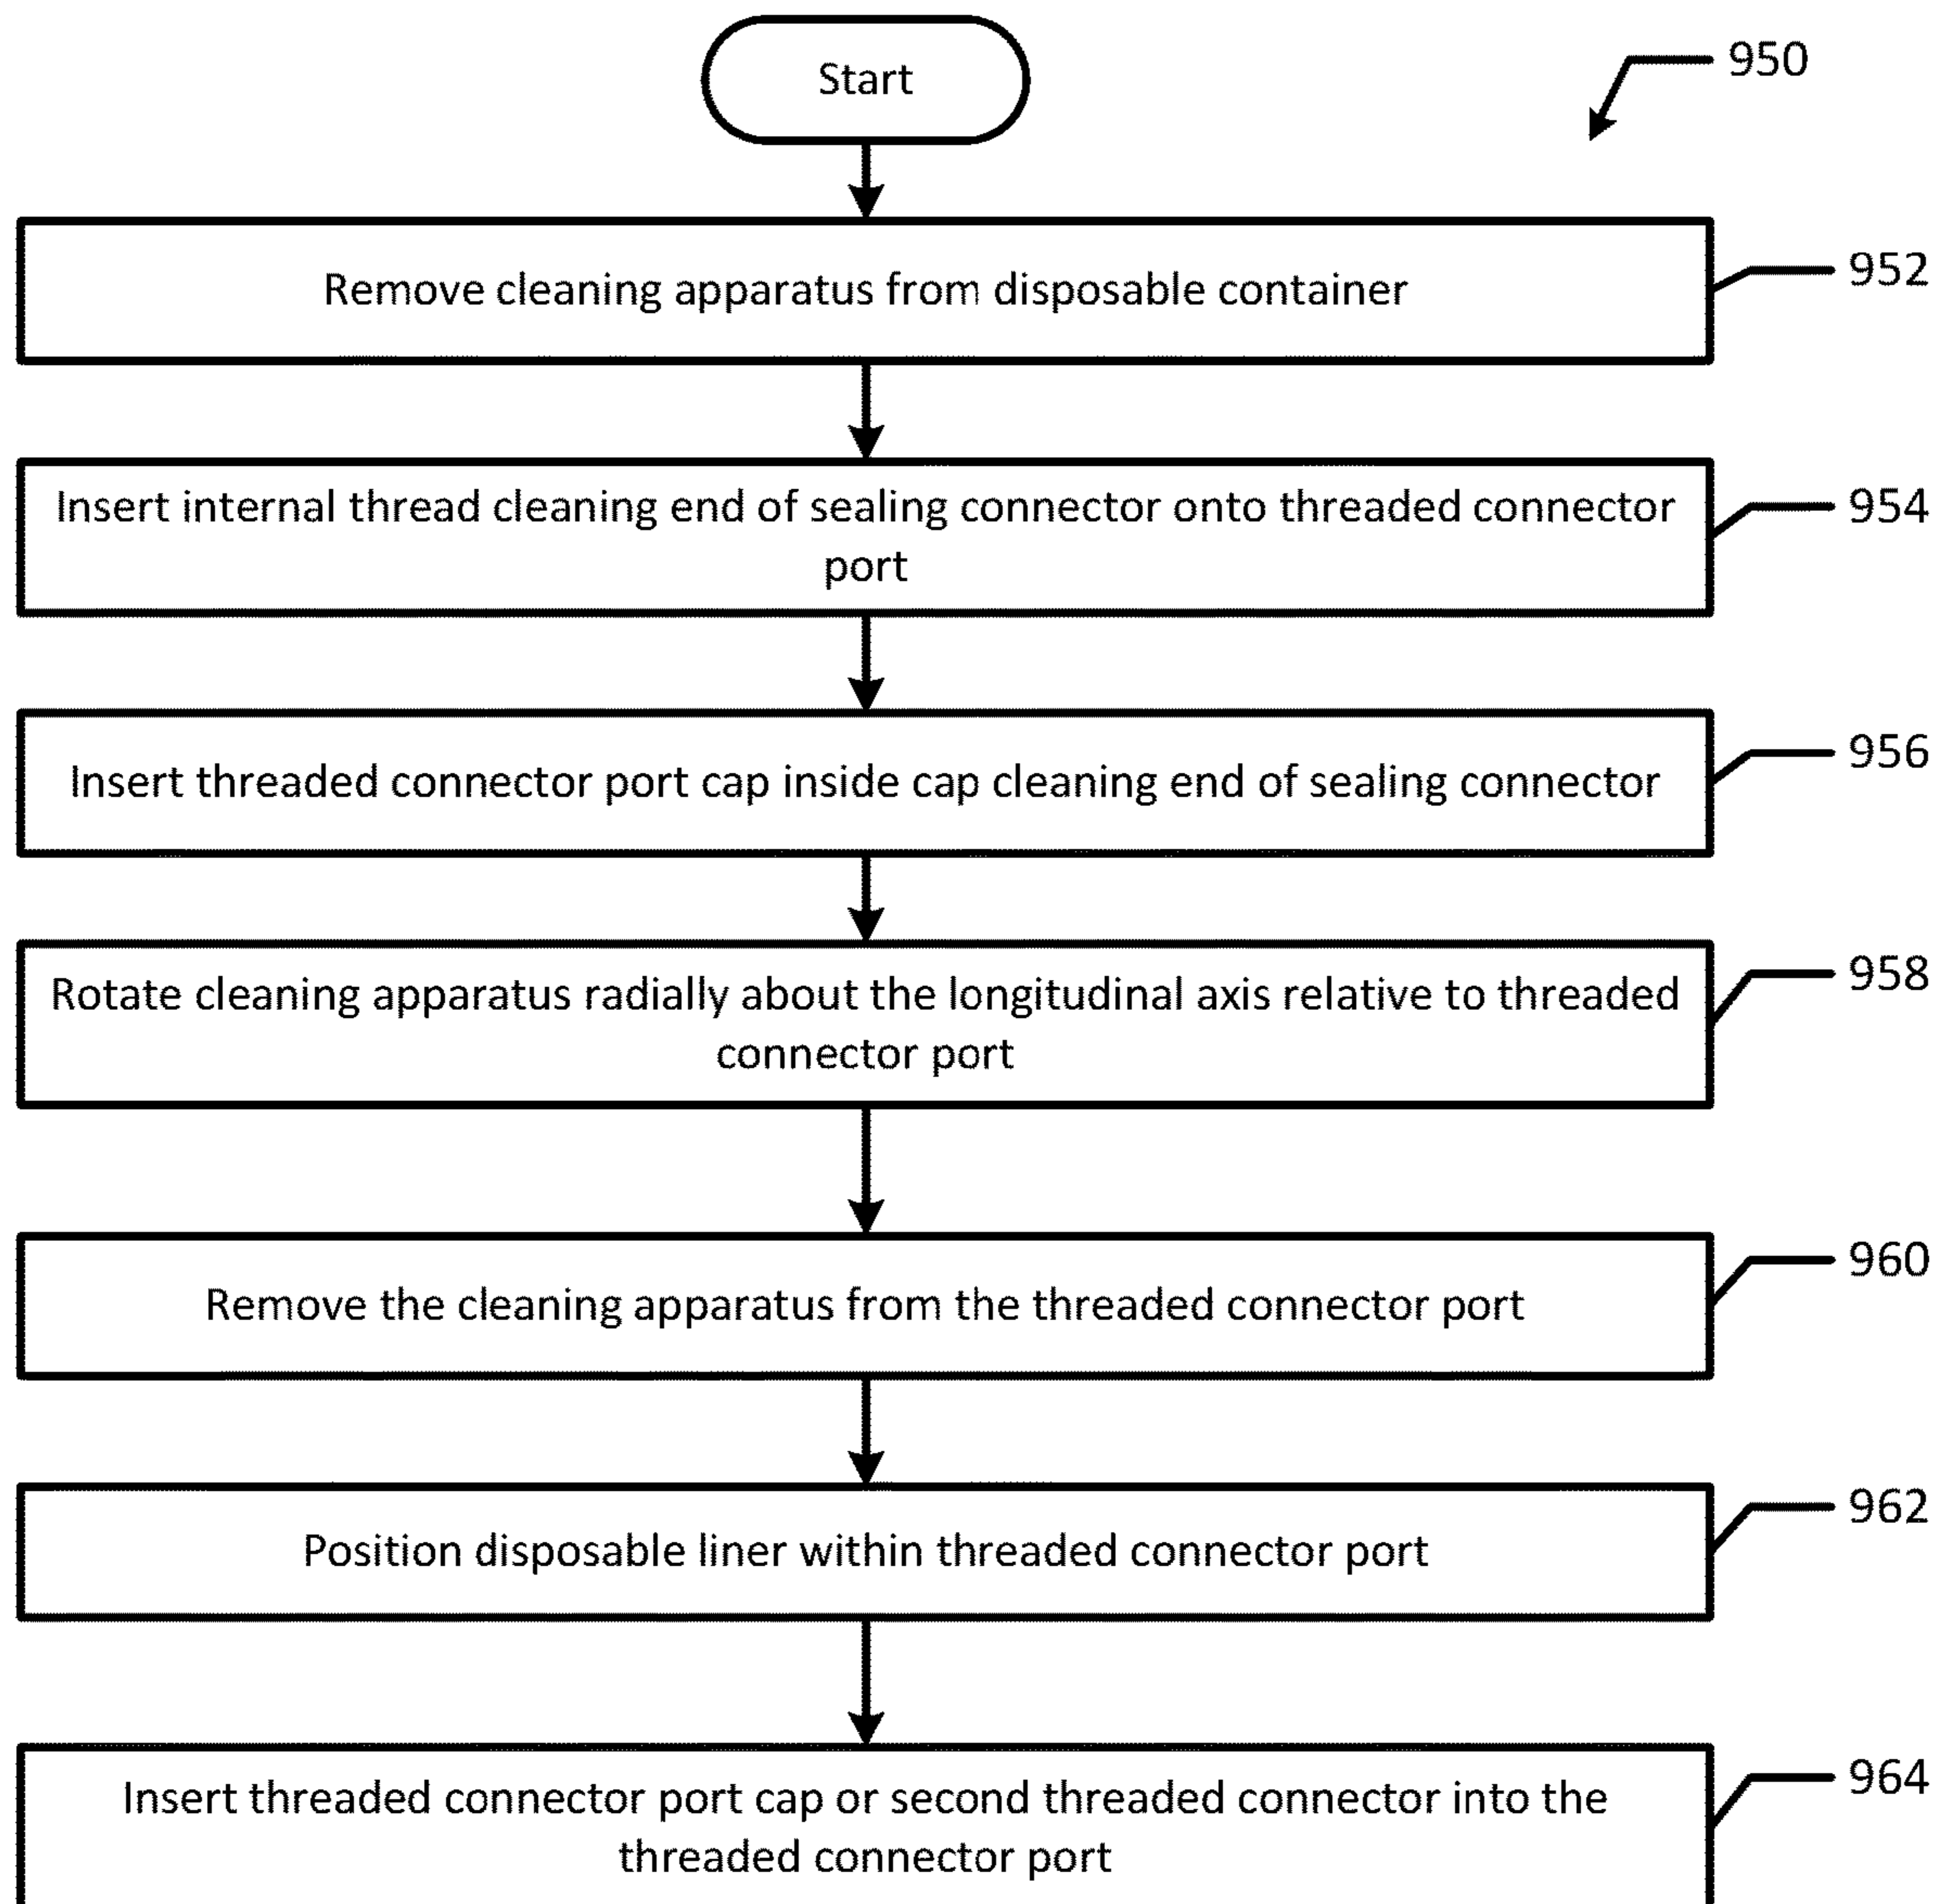 Start
950
Remove cleaning apparatus from disposable container
952
Insert internal thread cleaning end of sealing connector onto threaded connector
port
954
Insert threaded connector port cap inside cap cleaning end of sealing connector
956
Rotate cleaning apparatus radially about the longitudinal axis relative to threaded
connector port
958
Remove the cleaning apparatus from the threaded connector port
960
Position disposable liner within threaded connector port
962
Insert threaded connector port cap or second threaded connector into the
threaded connector port
964